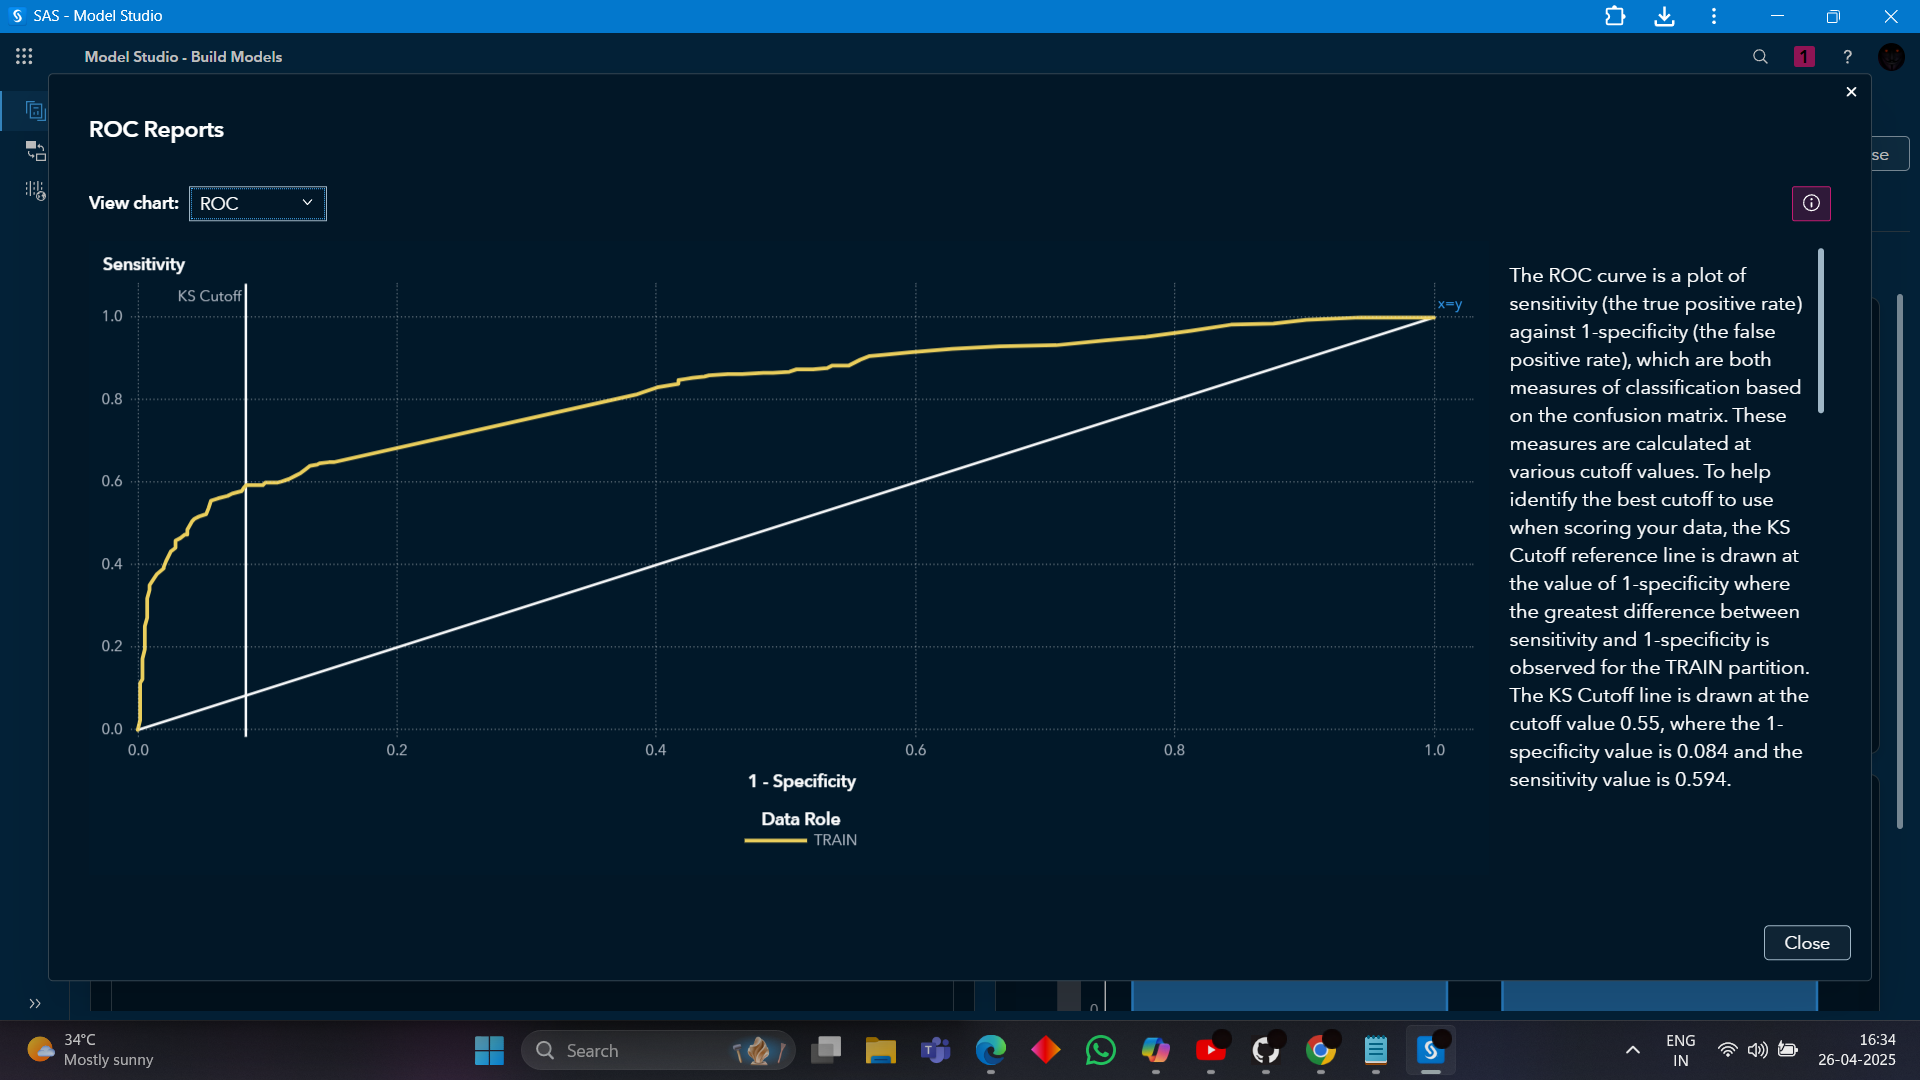 SAS - Model Studio
Model Studio - Build Models
1
?
ROC Reports
se
View chart: ROC
Sensitivity
KS Cutoff
x=y
1.0
0.8
0.6
0.4
0.2
0.0
0.0 0.2 0.4 0.6 0.8 1.0
1 - Specificity
Data Role
TRAIN
The ROC curve is a plot of
sensitivity (the true positive rate)
against 1-specificity (the false
positive rate), which are both
measures of classification based
on the confusion matrix. These
measures are calculated at
various cutoff values. To help
identify the best cutoff to use
when scoring your data, the KS
Cutoff reference line is drawn at
the value of 1-specificity where
the greatest difference between
sensitivity and 1-specificity is
observed for the TRAIN partition.
The KS Cutoff line is drawn at the
cutoff value 0.55, where the 1-
specificity value is 0.084 and the
sensitivity value is 0.594.
Close
0
34°C
Mostly sunny
Search
ENG
IN
16:34
26-04-2025